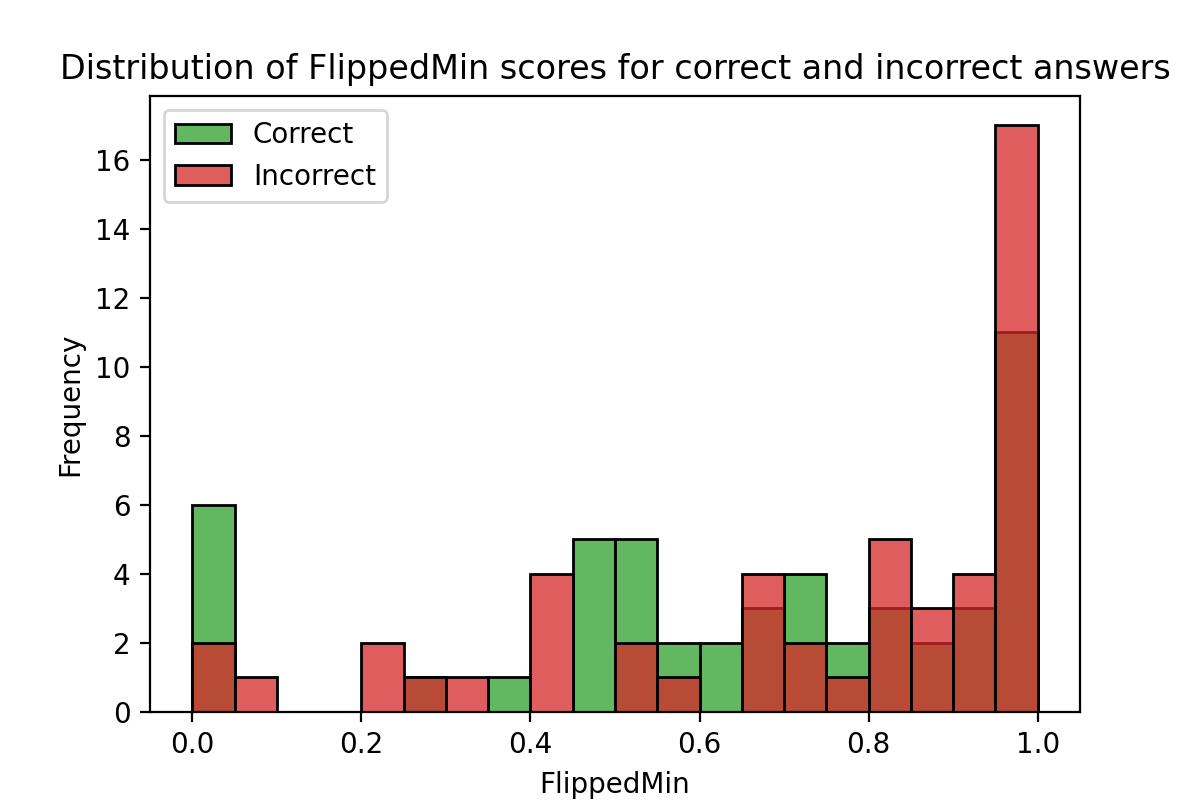 Distribution of FlippedMin scores for correct and incorrect answers
Correct
Incorrect
16
14
12
10
8
6
4
2
0
Frequency
0.0 0.2 0.4 0.6 0.8 1.0
FlippedMin